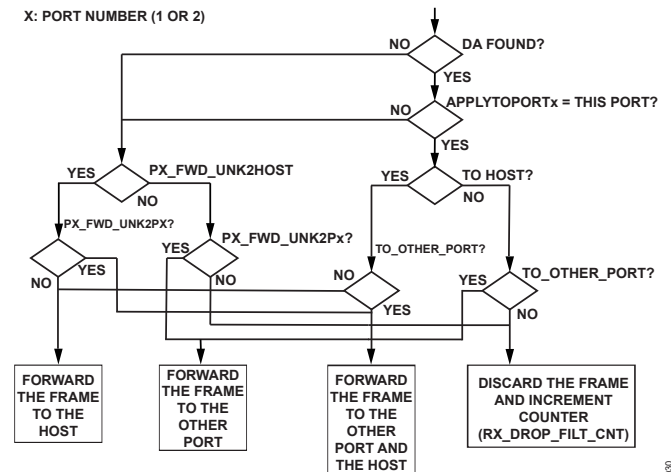 X: PORT NUMBER (1 OR 2)
NO
DA FOUND?
YES
NO
APPLYTOPORTx = THIS PORT?
YES
YES
PX_FWD_UNK2HOST
NO
YES
TO HOST?
NO
PX_FWD_UNK2PX?
YES
NO
YES
PX_FWD_UNK2Px?
NO
TO_OTHER_PORT?
NO
YES
YES
TO_OTHER_PORT?
NO
FORWARD
THE FRAME
TO THE
HOST
FORWARD
THE FRAME
TO THE
OTHER
PORT
FORWARD
THE FRAME
TO THE
OTHER
PORT AND
THE HOST
DISCARD THE FRAME
AND INCREMENT
COUNTER
(RX_DROP_FILT_CNT)